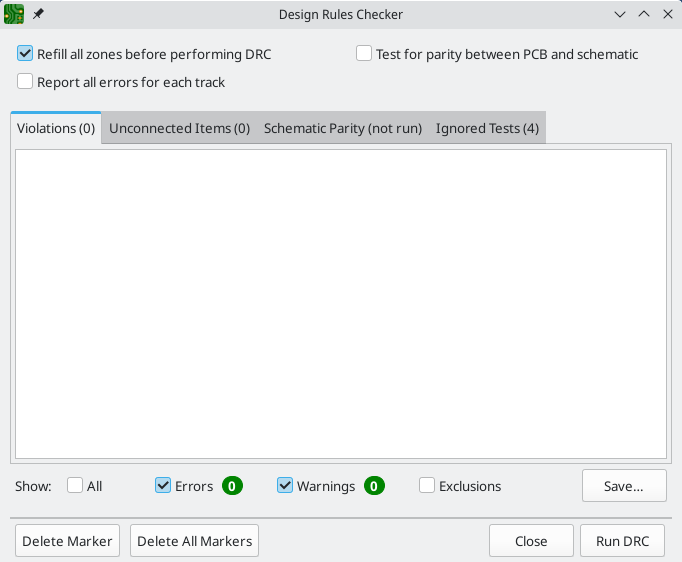 Design Rules Checker
Refill all zones before performing DRC
Test for parity between PCB and schematic
Report all errors for each track
Violations (0)
Unconnected Items (0)
Schematic Parity (not run)
Ignored Tests (4)
Show:
All
Errors
0
Warnings
0
Exclusions
Save...
Delete Marker
Delete All Markers
Close
Run DRC